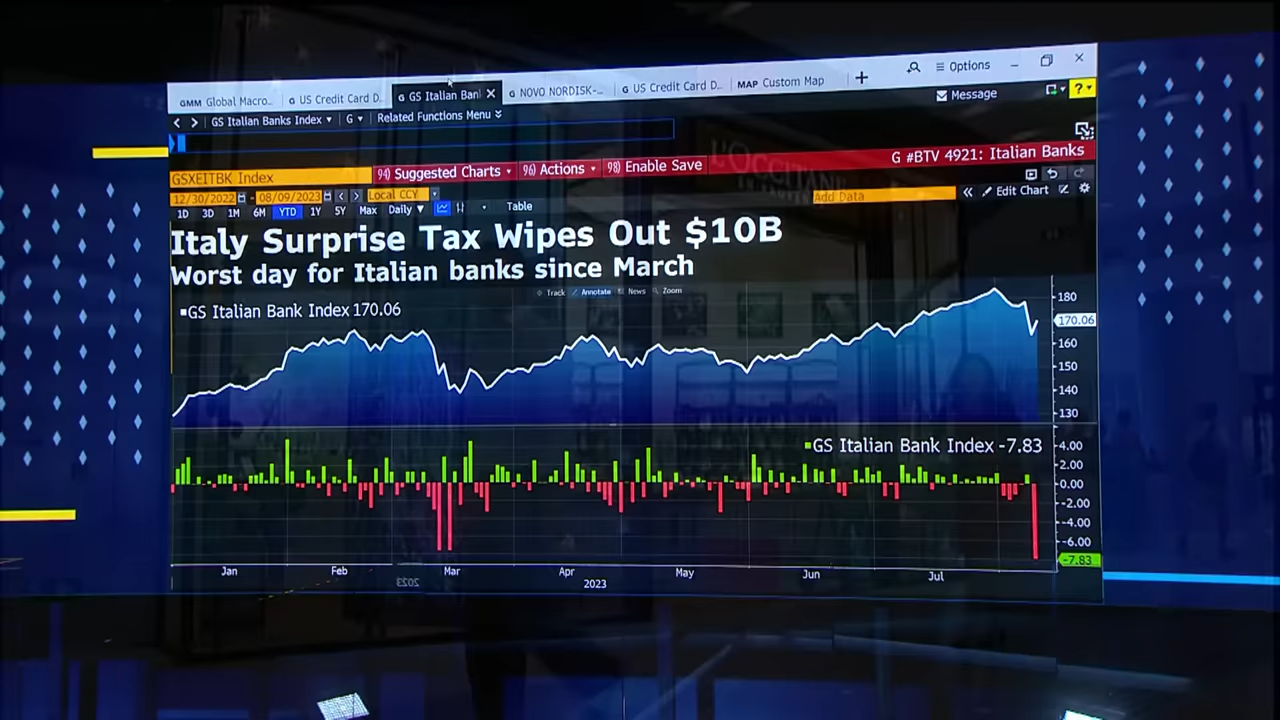 GMM Global Macro...
G US Credit Card D...
G GS Italian Ban
G NOVO NORDISK-...
G US Credit Card D...
MAP Custom Map
Options
GS Italian Banks Index
G
Related Functions Menu
Message
?
GSXEITBK Index
94) Suggested Charts
96) Actions
98) Enable Save
G #BTV 4921: Italian Banks
12/30/2022 - 08/09/2023
Local CCY
Add Data
Edit Chart
1D 3D 1M 6M YTD 1Y 5Y Max Daily
Table
Italy Surprise Tax Wipes Out $10B
Worst day for Italian banks since March
Track Annotate News Zoom
GS Italian Bank Index 170.06
180
170.06
160
150
140
130
GS Italian Bank Index -7.83
4.00
2.00
0.00
-2.00
-4.00
-6.00
-7.83
Jan Feb Mar Apr May Jun Jul
2023
L'OCCITANE